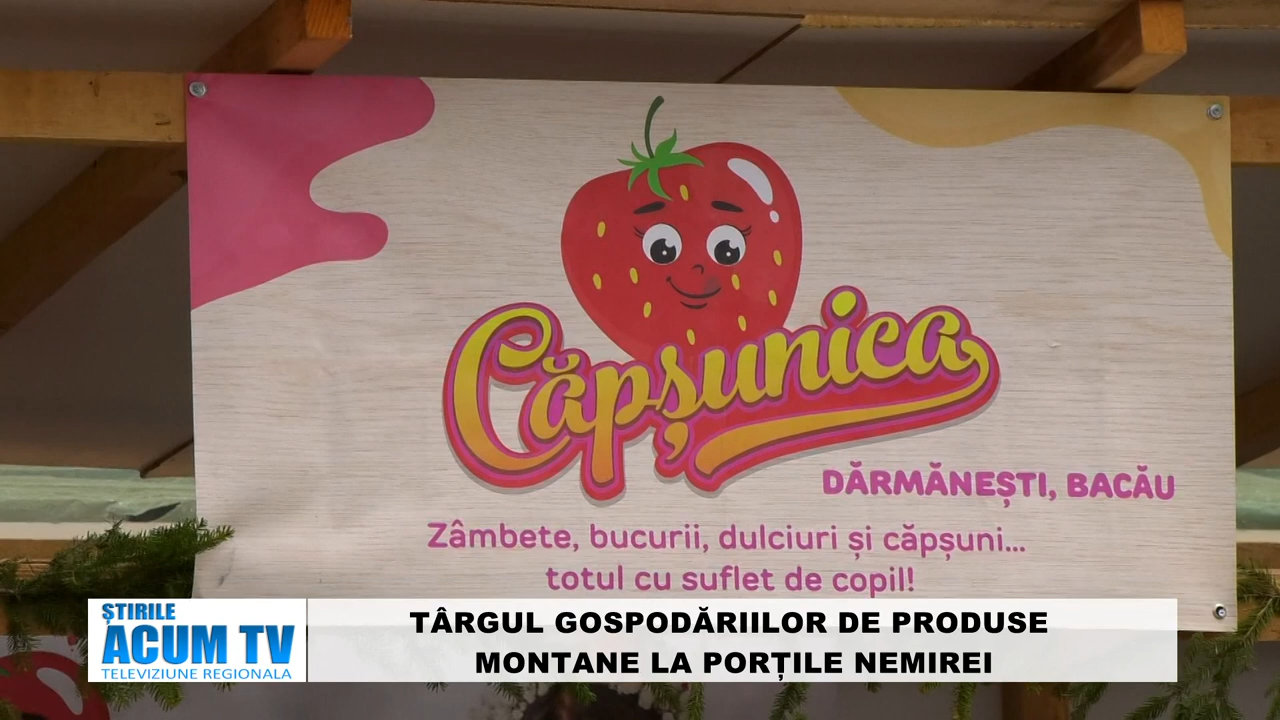 Căpșunica
DĂRMĂNEȘTI, BACĂU
Zâmbete, bucurii, dulciuri și căpșuni...
totul cu suflet de copil!
ȘTIRILE
ACUM TV
TELEVIZIUNE REGIONALA
TÂRGUL GOSPODĂRIILOR DE PRODUSE
MONTANE LA PORȚILE NEMIREI